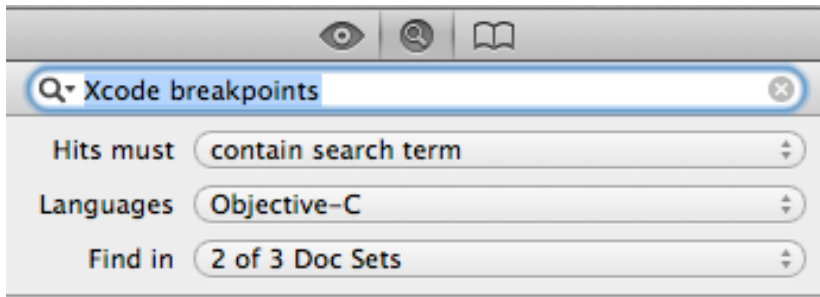 Xcode breakpoints
Hits must contain search term
Languages Objective-C
Find in 2 of 3 Doc Sets